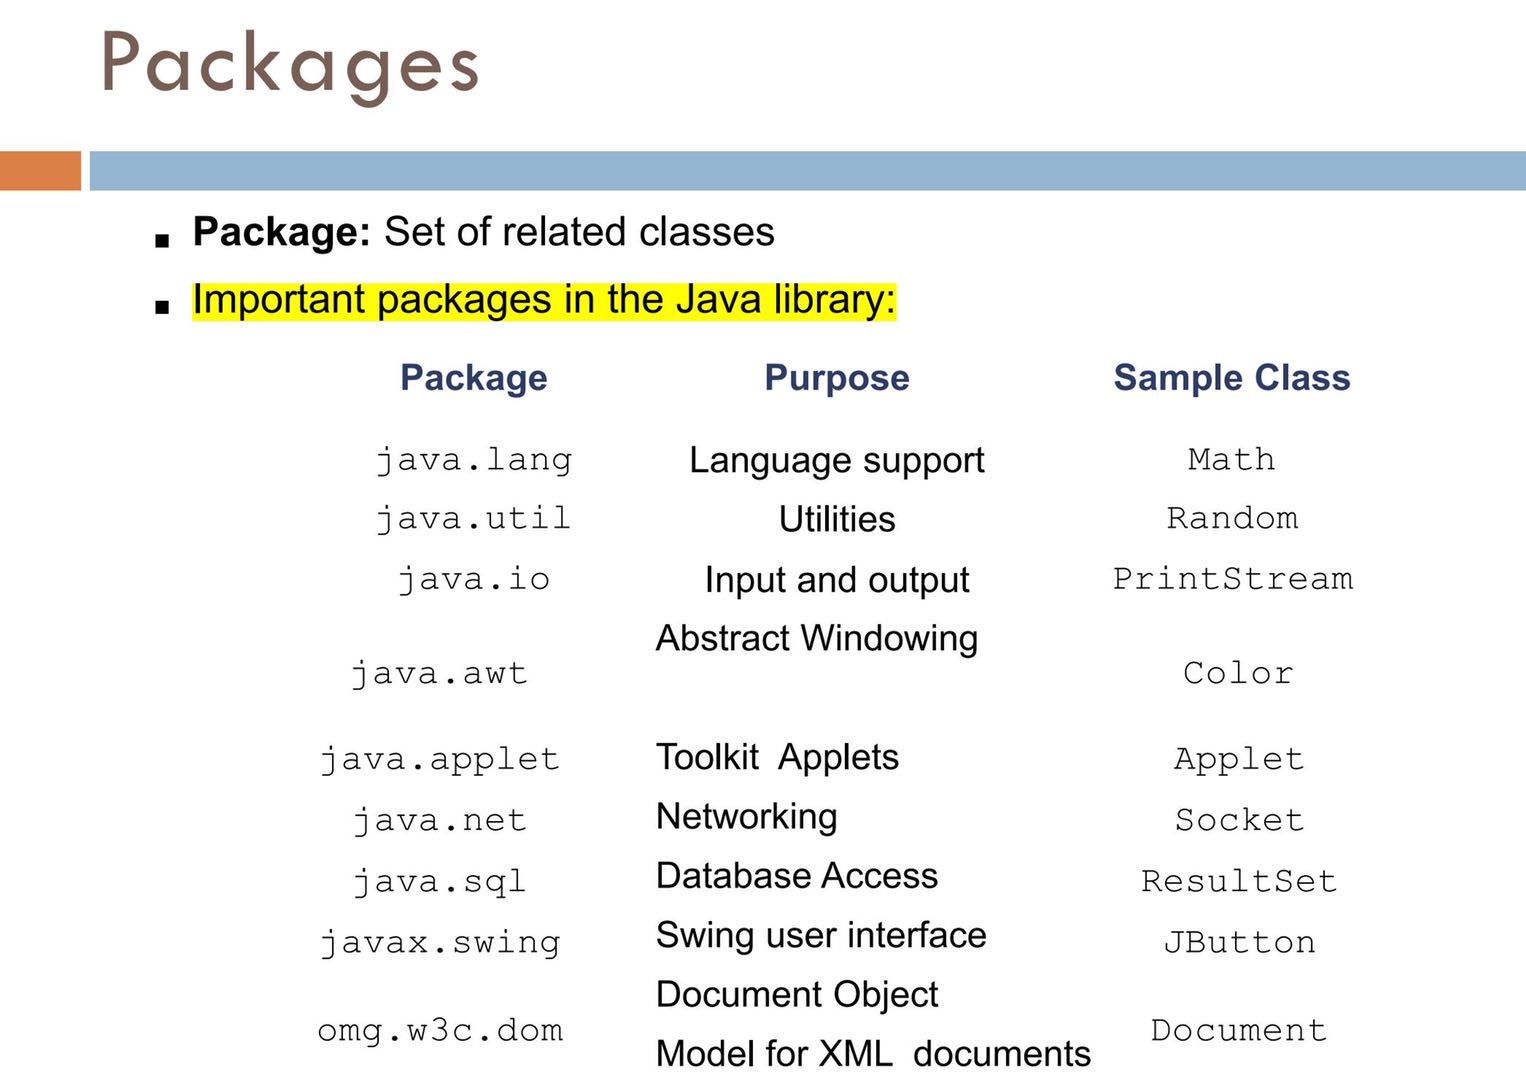 Packages
Package: Set of related classes
Important packages in the Java library:
Package Purpose Sample Class
java.lang Language support Math
java.util Utilities Random
java.io Input and output PrintStream
Abstract Windowing
java.awt Color
java.applet Toolkit Applets Applet
java.net Networking Socket
java.sql Database Access ResultSet
javax.swing Swing user interface JButton
Document Object
omg.w3c.dom Document
Model for XML documents